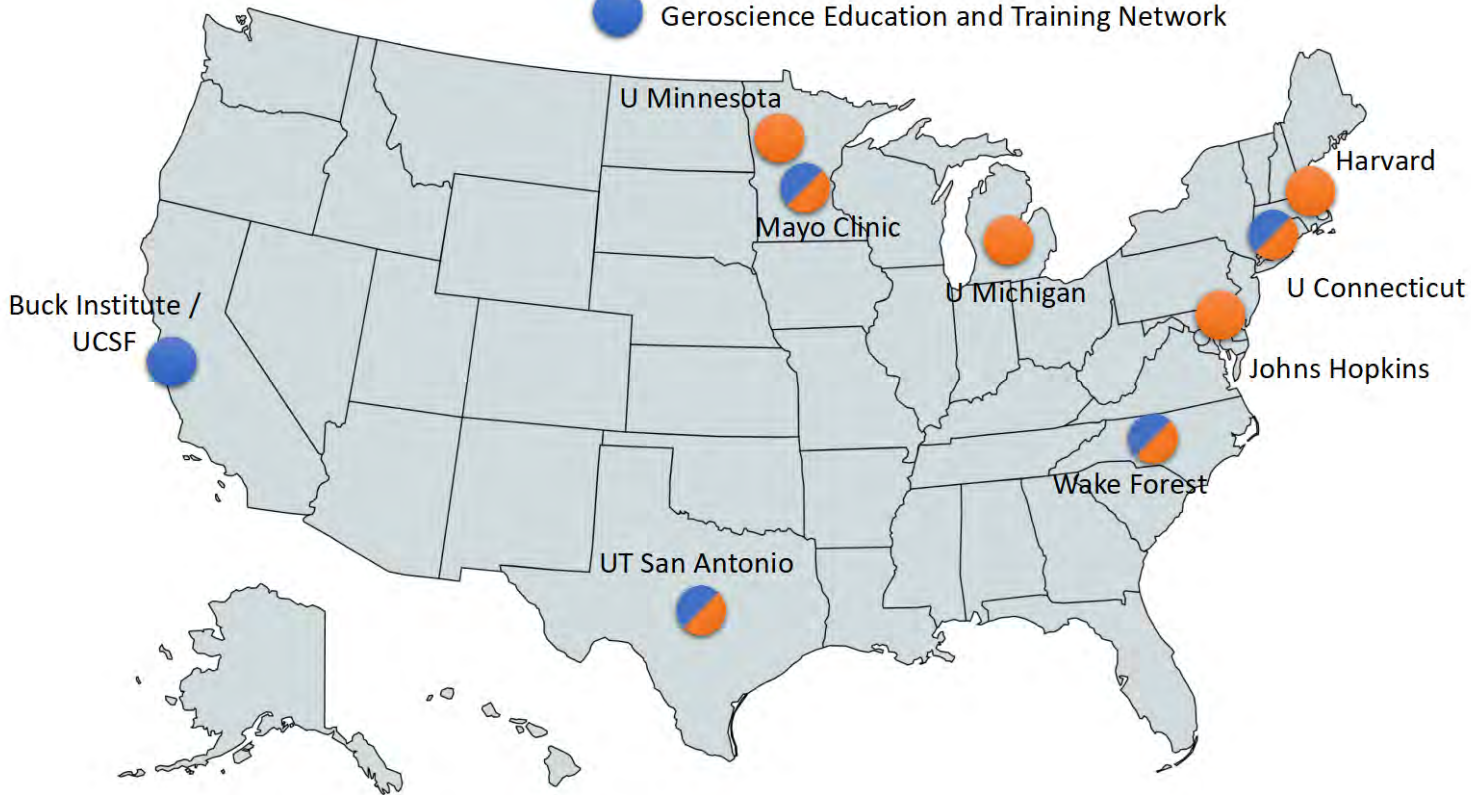 Geroscience Education and Training Network
U Minnesota
Harvard
Mayo Clinic
U Connecticut
U Michigan
Buck Institute /
UCSF
Johns Hopkins
Wake Forest
UT San Antonio